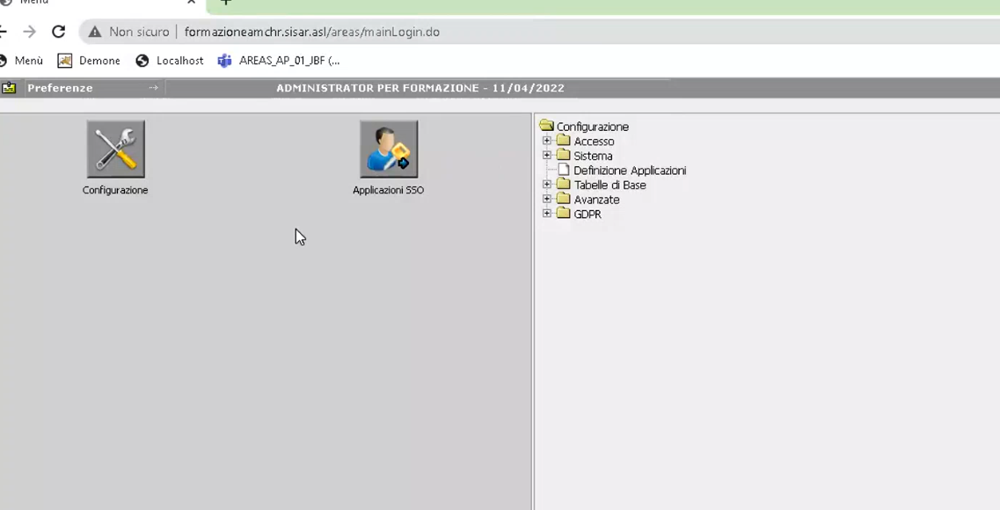 Menu
Non sicuro | formazioneamchr.sisar.asl/areas/mainLogin.do
Menù Demone Localhost AREAS_AP_01_JBF (...
Preferenze ADMINISTRATOR PER FORMAZIONE - 11/04/2022
Configurazione
Applicazioni SSO
Configurazione
Accesso
Sistema
Definizione Applicazioni
Tabelle di Base
Avanzate
GDPR